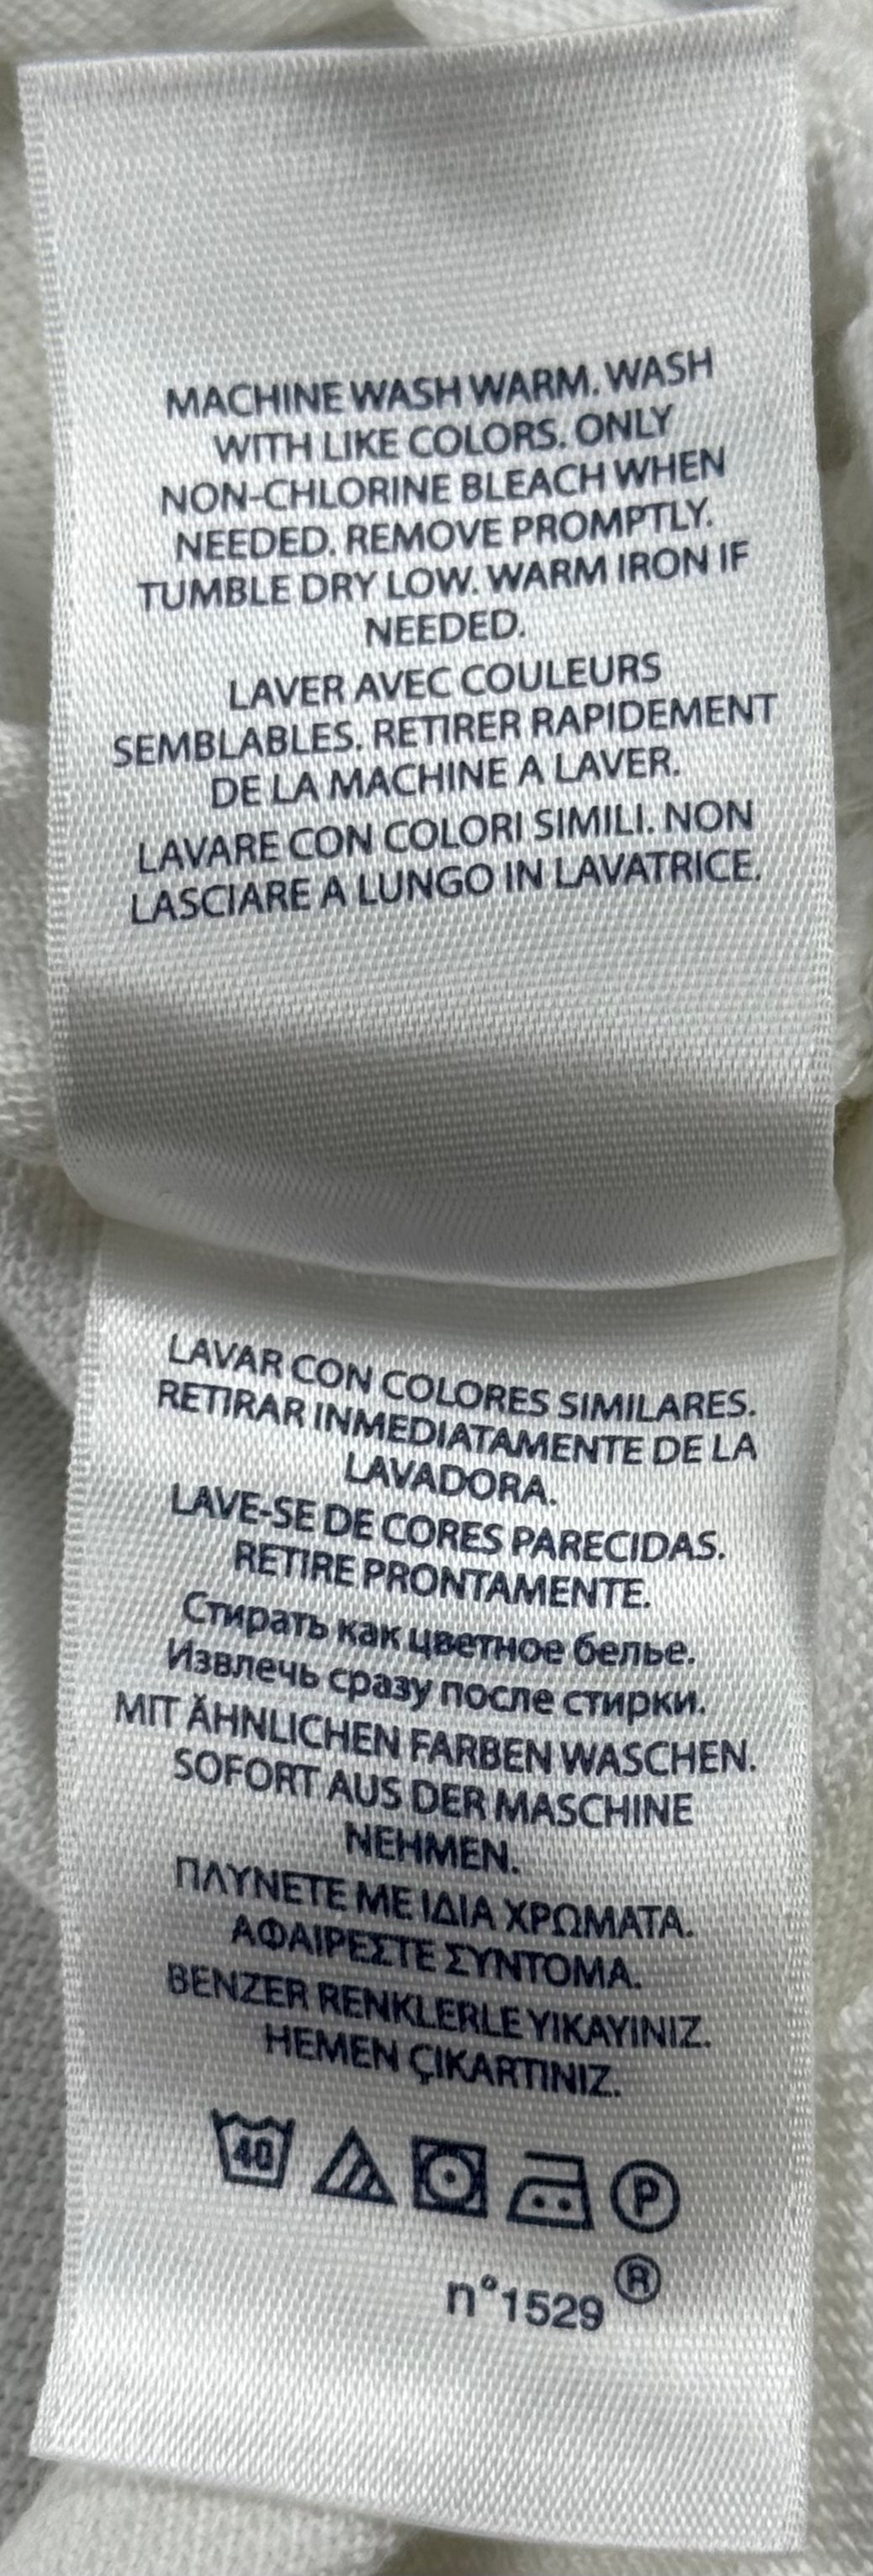 MACHINE WASH WARM. WASH
WITH LIKE COLORS. ONLY
NON-CHLORINE BLEACH WHEN
NEEDED. REMOVE PROMPTLY.
TUMBLE DRY LOW. WARM IRON IF
NEEDED.
LAVER AVEC COULEURS
SEMBLABLES. RETIRER RAPIDEMENT
DE LA MACHINE A LAVER.
LAVARE CON COLORI SIMILI. NON
LASCIARE A LUNGO IN LAVATRICE.
LAVAR CON COLORES SIMILARES.
RETIRAR INMEDIATAMENTE DE LA
LAVADORA.
LAVE-SE DE CORES PARECIDAS.
RETIRE PRONTAMENTE.
Стирать как цветное белье.
Извлечь сразу после стирки.
MIT ÄHNLICHEN FARBEN WASCHEN.
SOFORT AUS DER MASCHINE
NEHMEN.
ΠΛΥΝΕΤΕ ΜΕ ΙΔΙΑ ΧΡΩΜΑΤΑ.
ΑΦΑΙΡΕΣΤΕ ΣΥΝΤΟΜΑ.
BENZER RENKLERLE YIKAYINIZ.
HEMEN ÇIKARTINIZ.
40 P
n°1529 ®